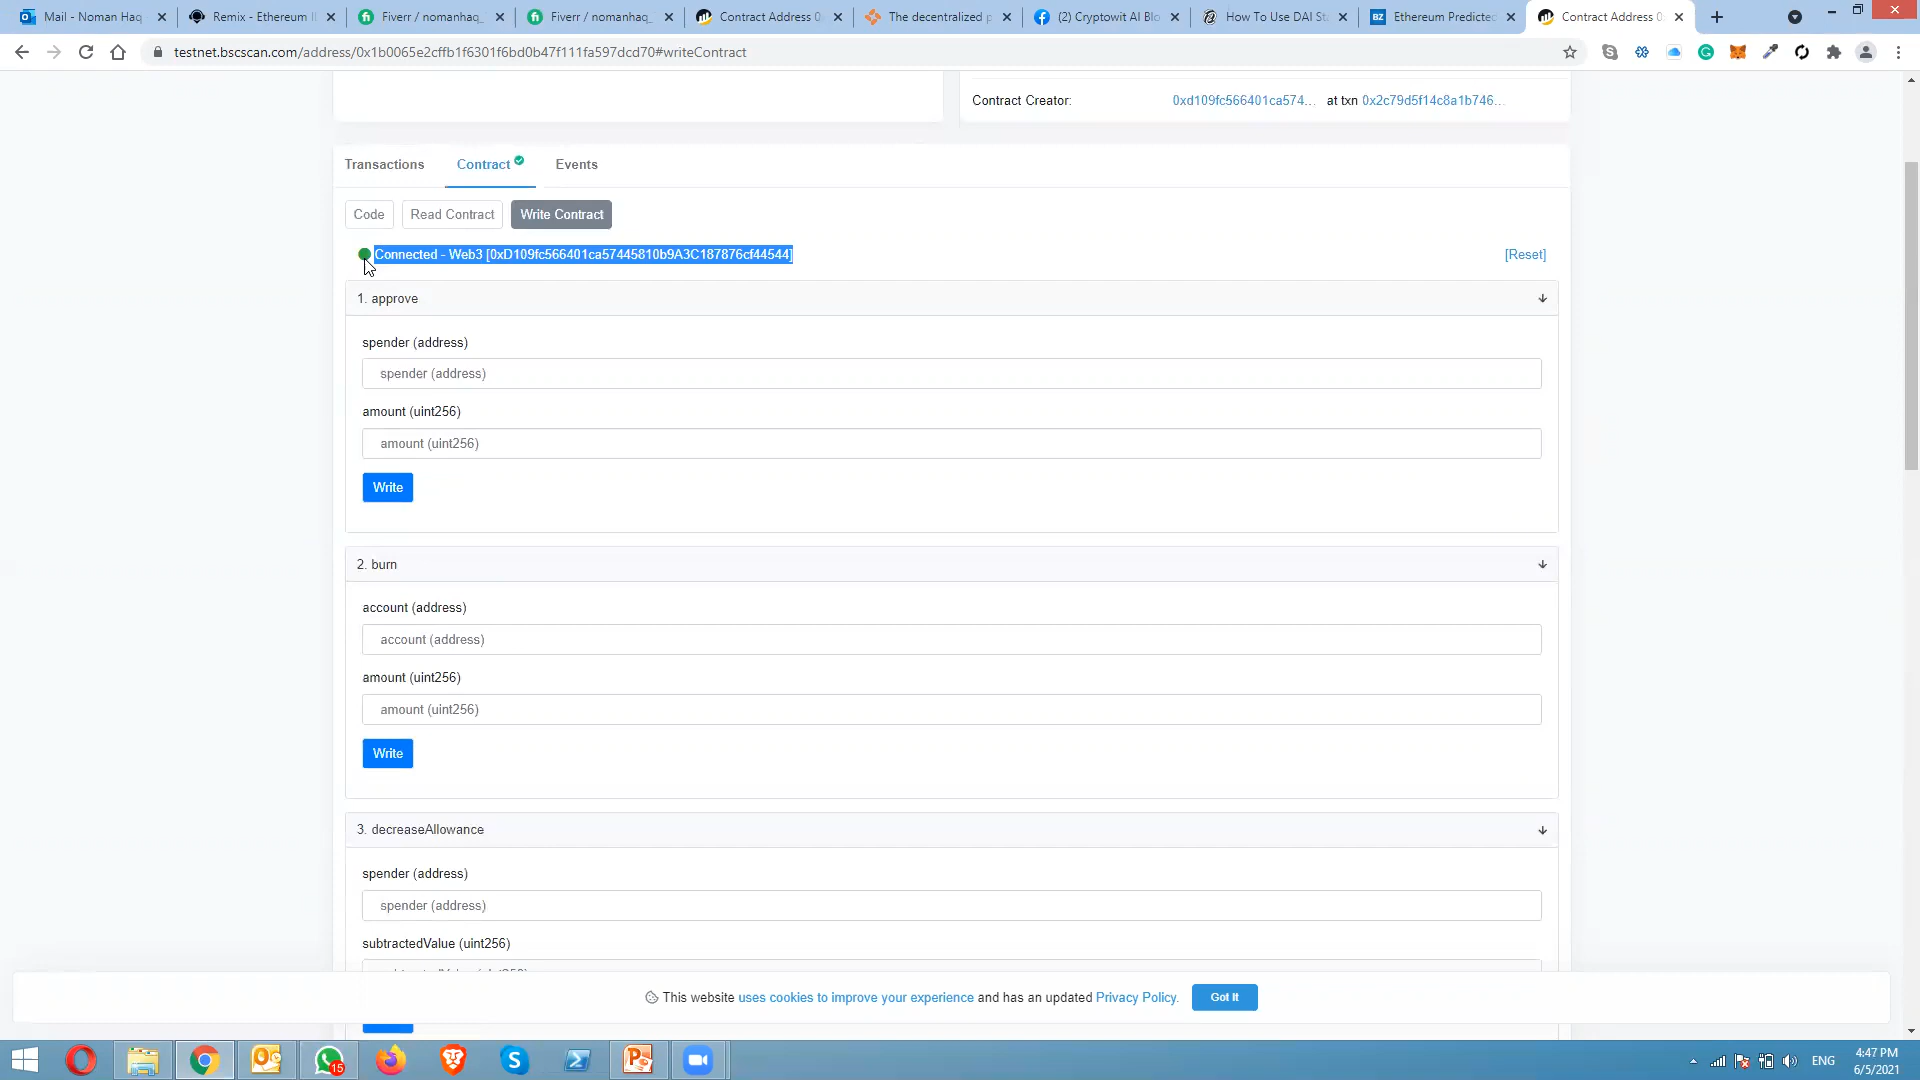 Mail - Noman Haq
Remix - Ethereum I
Fiverr / nomanhaq_
Fiverr / nomanhaq_
Contract Address 0
The decentralized p
(2) Cryptowit AI Blo
How To Use DAI St
Ethereum Predicted
Contract Address 0
testnet.bscscan.com/address/0x1b0065e2cffb1f6301f6bd0b47f111fa597dcd70#writeContract
Contract Creator: 0xd109fc566401ca574... at txn 0x2c79d5f14c8a1b746...
Transactions Contract Events
Code Read Contract Write Contract
Connected - Web3 [0xD109fc566401ca57445810b9A3C187876cf44544] [Reset]
1. approve
spender (address)
spender (address)
amount (uint256)
amount (uint256)
Write
2. burn
account (address)
account (address)
amount (uint256)
amount (uint256)
Write
3. decreaseAllowance
spender (address)
spender (address)
subtractedValue (uint256)
This website uses cookies to improve your experience and has an updated Privacy Policy. Got It
15
ENG
4:47 PM
6/5/2021